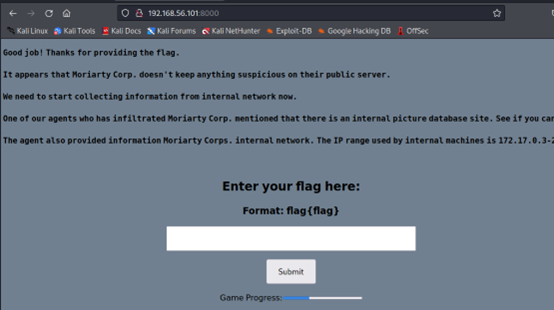 192.168.56.101:8000
Kali Linux Kali Tools Kali Docs Kali Forums Kali NetHunter Exploit-DB Google Hacking DB OffSec
Good job! Thanks for providing the flag.
It appears that Moriarty Corp. doesn't keep anything suspicious on their public server.
We need to start collecting information from internal network now.
One of our agents who has infiltrated Moriarty Corp. mentioned that there is an internal picture database site. See if you can
The agent also provided information Moriarty Corps. internal network. The IP range used by internal machines is 172.17.0.3-2
Enter your flag here:
Format: flag{flag}
Submit
Game Progress: